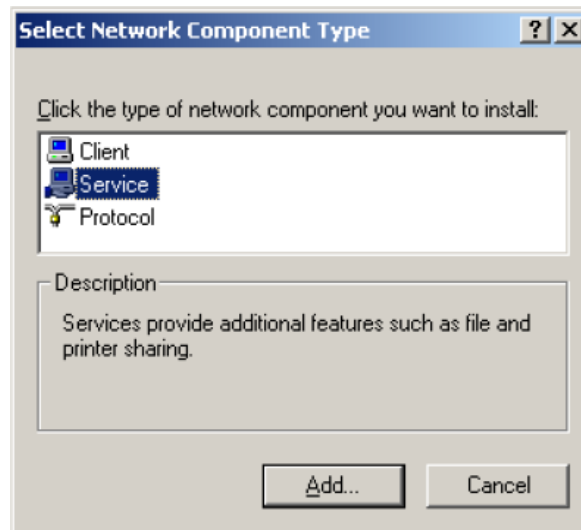 Select Network Component Type
Click the type of network component you want to install:
Client
Service
Protocol
Description
Services provide additional features such as file and
printer sharing.
Add...
Cancel